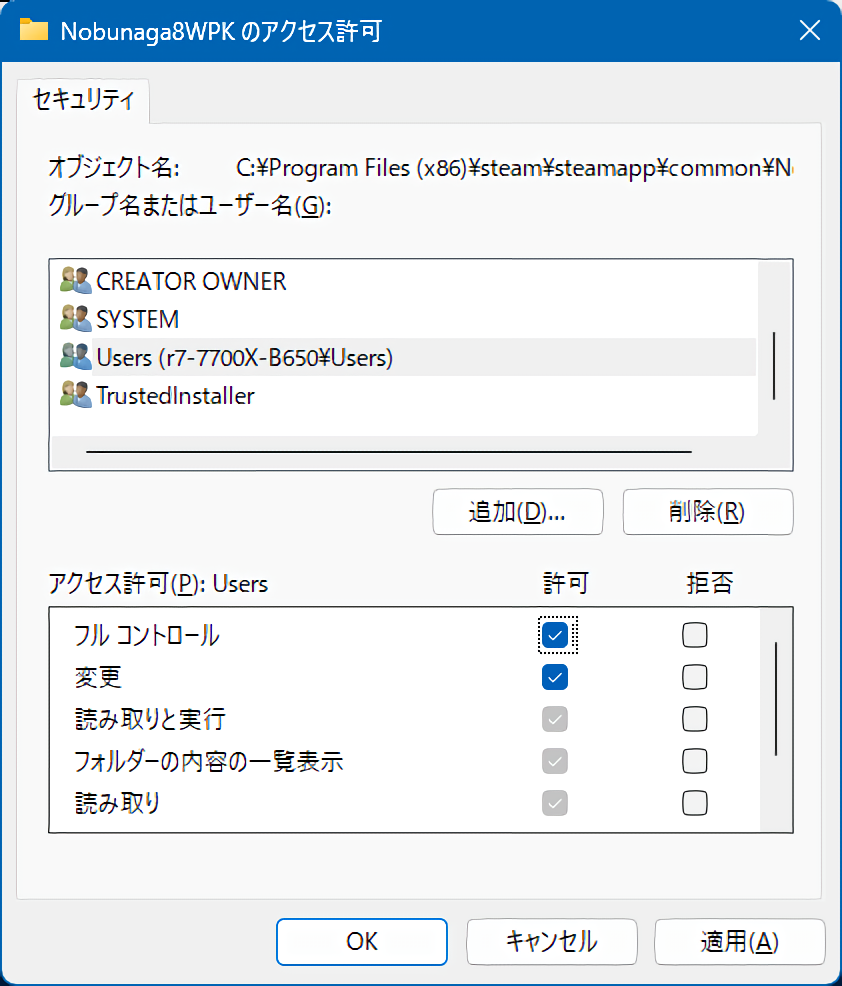 Nobunaga8WPK のアクセス許可
セキュリティ
オブジェクト名: C:¥Program Files (x86)¥steam¥steamapp¥common¥N
グループ名またはユーザー名(G):
CREATOR OWNER
SYSTEM
Users (r7-7700X-B650¥Users)
TrustedInstaller
追加(D)... 削除(R)
アクセス許可(P): Users 許可 拒否
フル コントロール
変更
読み取りと実行
フォルダーの内容の一覧表示
読み取り
OK キャンセル 適用(A)